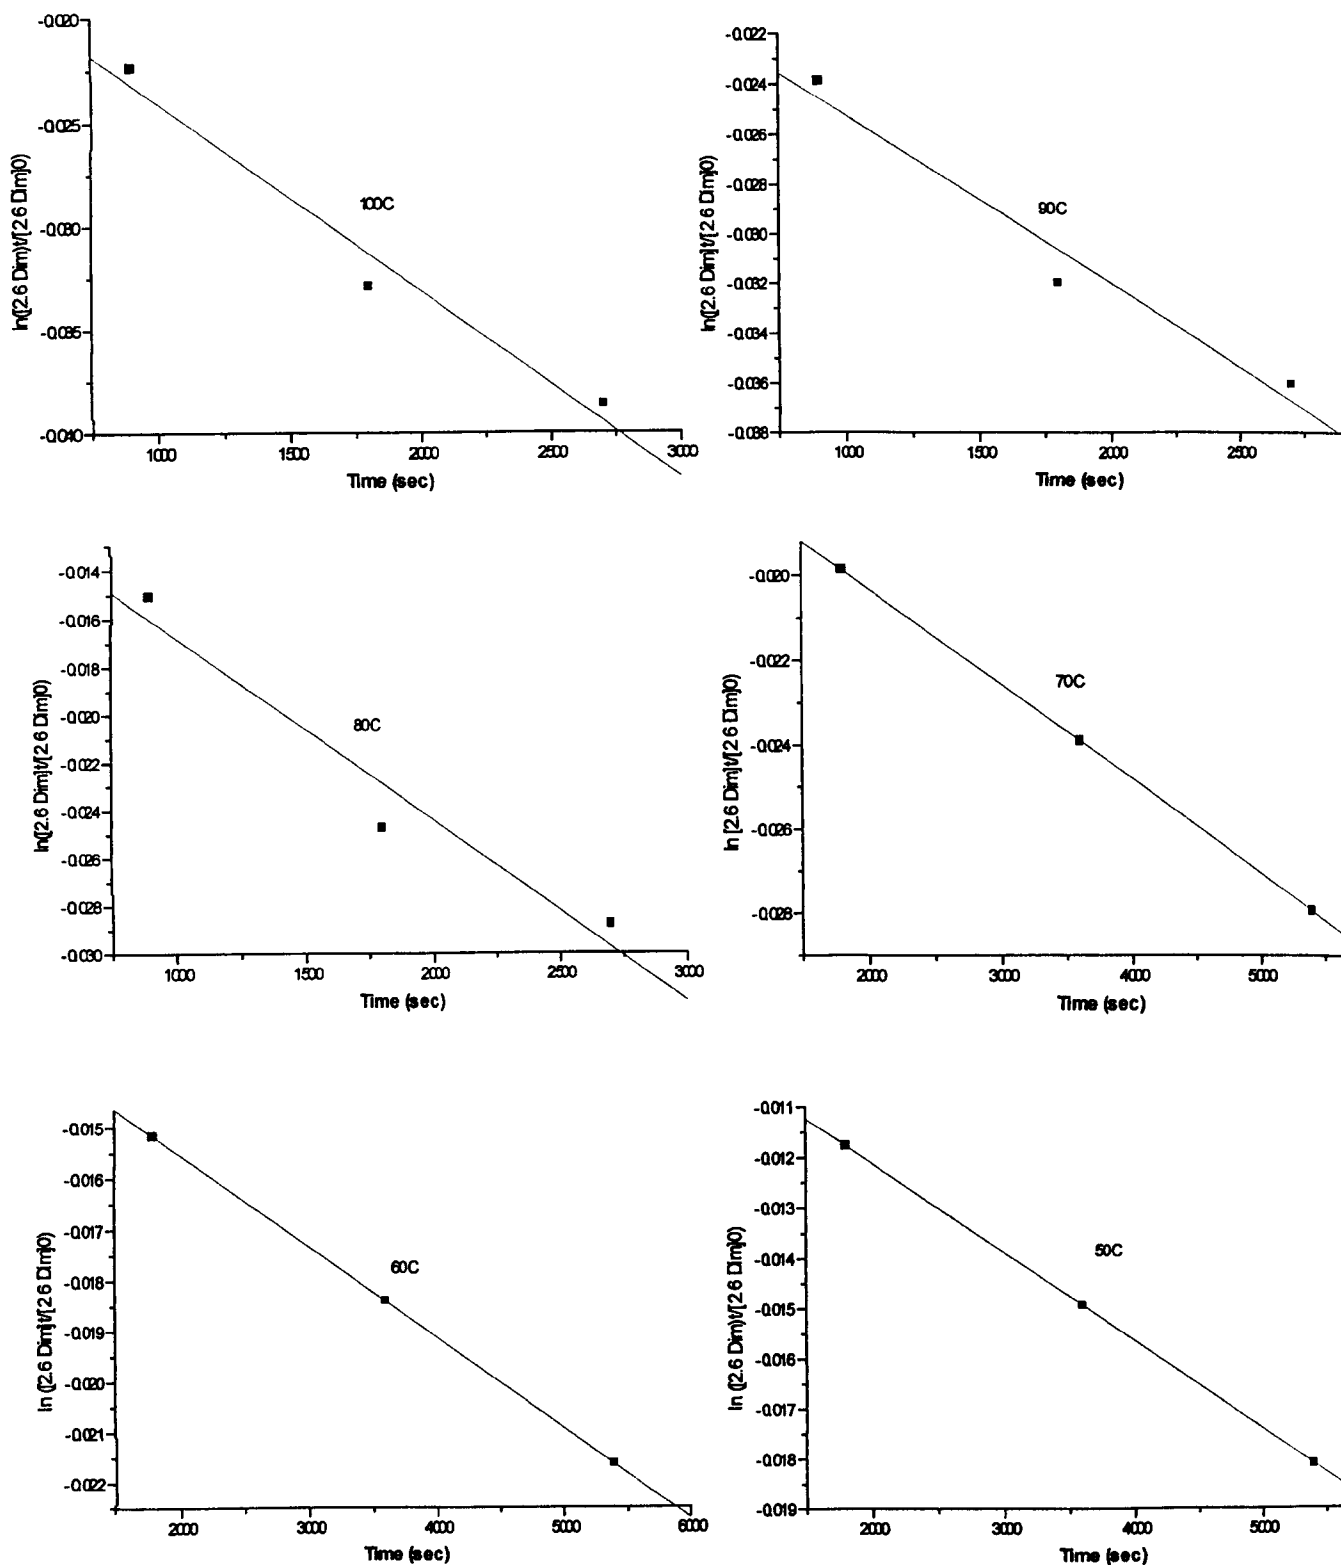 -0.020
-0.025
-0.030
-0.035
-0.040
ln([2.6 Dim)t/[2.6 Dim]0)
100C
1000 1500 2000 2500 3000
Time (sec)
-0.022
-0.024
-0.026
-0.028
-0.030
-0.032
-0.034
-0.036
-0.038
ln([2.6 Dim]t/[2.6 Dim]0)
90C
1000 1500 2000 2500
Time (sec)
-0.014
-0.016
-0.018
-0.020
-0.022
-0.024
-0.026
-0.028
-0.030
ln([2.6 Dim]t/[2.6 Dim]0)
80C
1000 1500 2000 2500 3000
Time (sec)
-0.020
-0.022
-0.024
-0.026
-0.028
ln [2.6 Dim]t/[2.6 Dim]0)
70C
2000 3000 4000 5000
Time (sec)
-0.015
-0.016
-0.017
-0.018
-0.019
-0.020
-0.021
-0.022
ln ([2.6 Dim]t/[2.6 Dim]0)
60C
2000 3000 4000 5000 6000
Time (sec)
-0.011
-0.012
-0.013
-0.014
-0.015
-0.016
-0.017
-0.018
-0.019
ln ([2.6 Dim)t/[2.6 Dim]0)
50C
2000 3000 4000 5000
Time (sec)